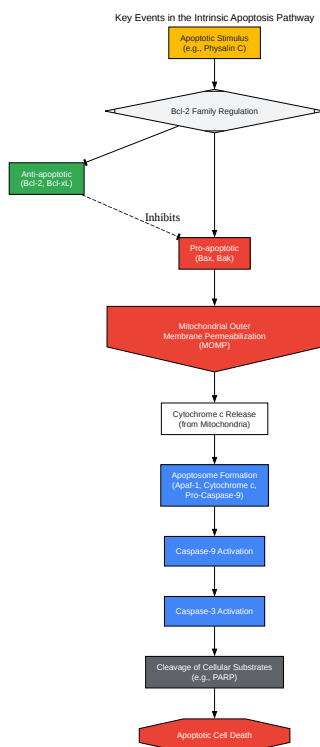 Key Events in the Intrinsic Apoptosis Pathway
Apoptotic Stimulus
(e.g., Physalin C)
Bcl-2 Family Regulation
Anti-apoptotic
(Bcl-2, Bcl-xL)
Inhibits
Pro-apoptotic
(Bax, Bak)
Mitochondrial Outer
Membrane Permeabilization
(MOMP)
Cytochrome c Release
(from Mitochondria)
Apoptosome Formation
(Apaf-1, Cytochrome c,
Pro-Caspase-9)
Caspase-9 Activation
Caspase-3 Activation
Cleavage of Cellular Substrates
(e.g., PARP)
Apoptotic Cell Death